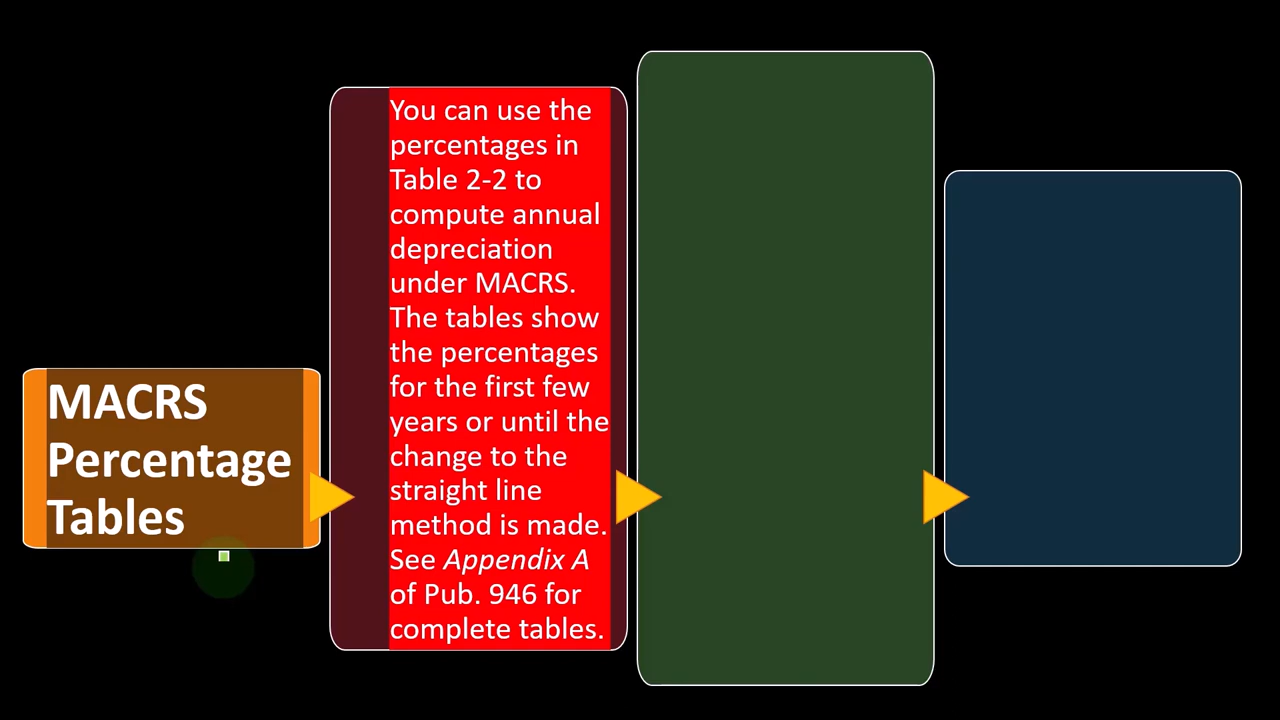 MACRS
Percentage
Tables
You can use the
percentages in
Table 2-2 to
compute annual
depreciation
under MACRS.
The tables show
the percentages
for the first few
years or until the
change to the
straight line
method is made.
See Appendix A
of Pub. 946 for
complete tables.